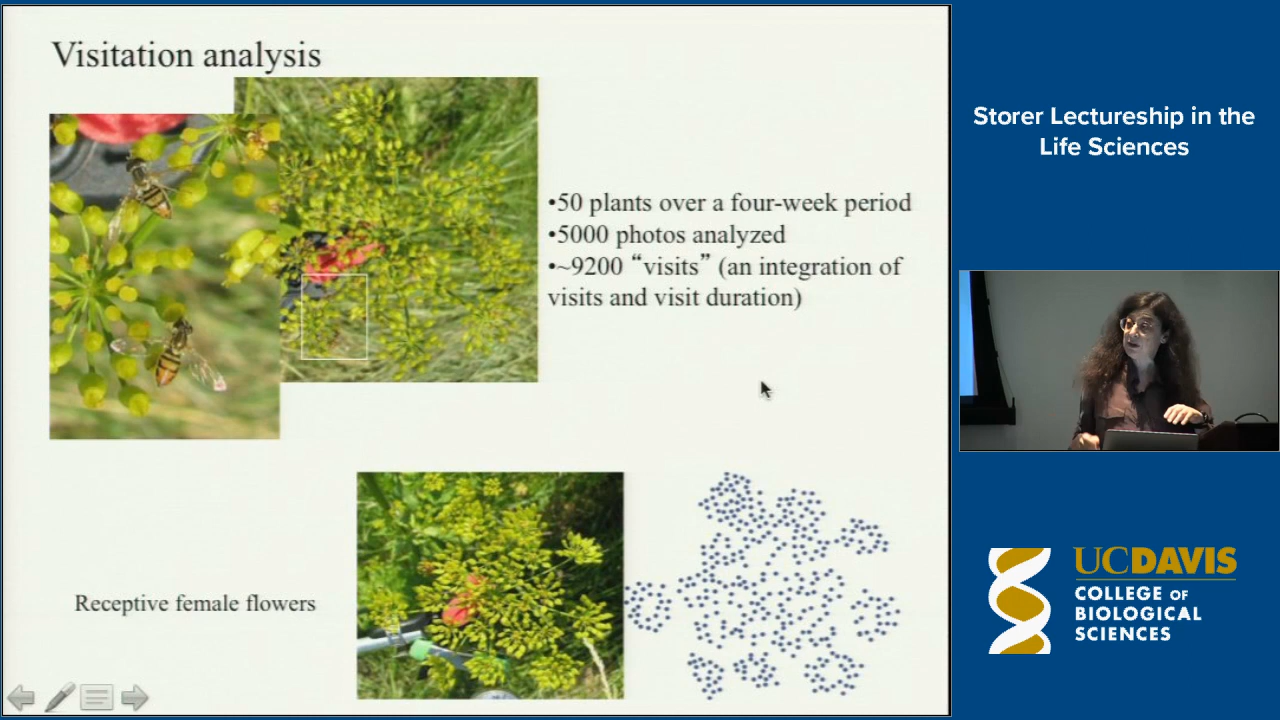 Visitation analysis
•50 plants over a four-week period
•5000 photos analyzed
•~9200 “visits” (an integration of
visits and visit duration)
Receptive female flowers
Storer Lectureship in the
Life Sciences
UCDAVIS
COLLEGE OF
BIOLOGICAL
SCIENCES